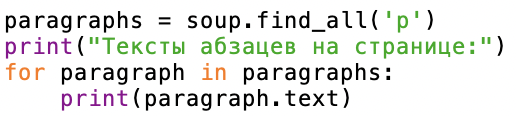 paragraphs = soup.find_all('p')
print("Тексты абзацев на странице:")
for paragraph in paragraphs:
    print(paragraph.text)